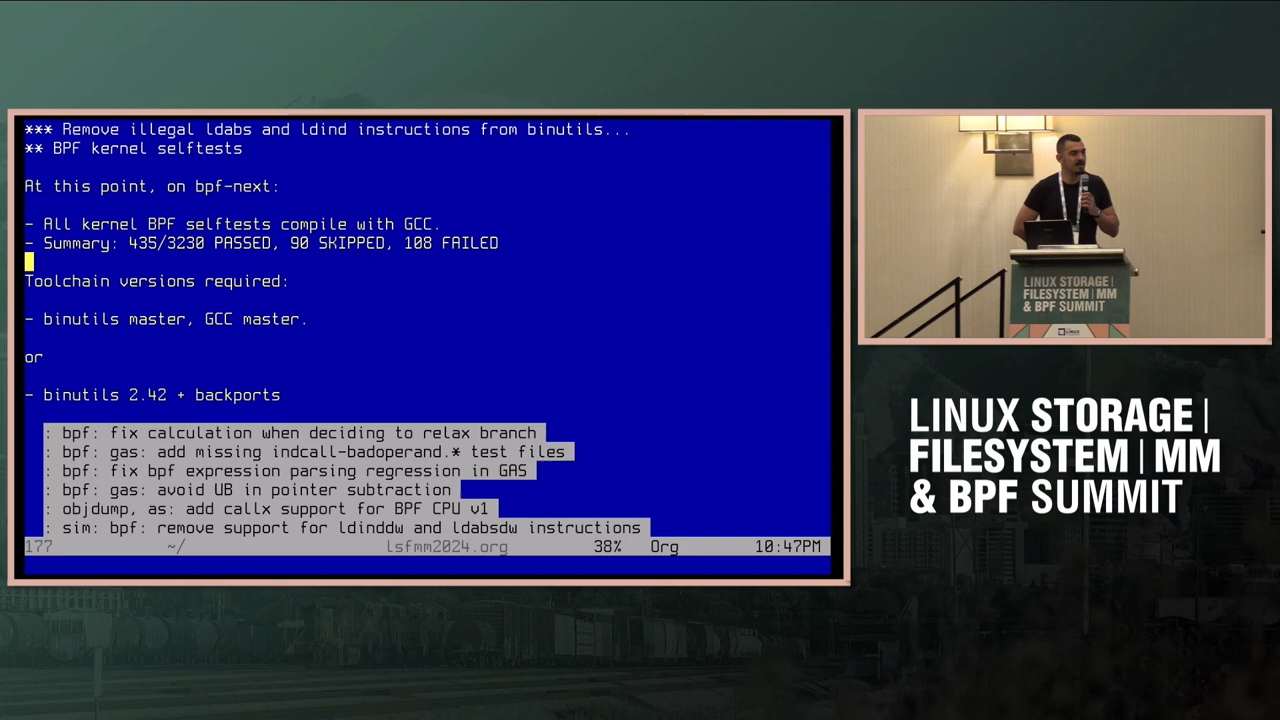 *** Remove illegal ldabs and ldind instructions from binutils...
** BPF kernel selftests
At this point, on bpf-next:
- All kernel BPF selftests compile with GCC.
- Summary: 435/3230 PASSED, 90 SKIPPED, 108 FAILED
Toolchain versions required:
- binutils master, GCC master.
or
- binutils 2.42 + backports
: bpf: fix calculation when deciding to relax branch
: bpf: gas: add missing indcall-badoperand.* test files
: bpf: fix bpf expression parsing regression in GAS
: bpf: gas: avoid UB in pointer subtraction
: objdump, as: add callx support for BPF CPU v1
: sim: bpf: remove support for ldinddw and ldabsdw instructions
177 ~/ lsfmm2024.org 38% Org 10:47PM
LINUX STORAGE|
FILESYSTEM|MM
& BPF SUMMIT
LINUX
LINUX STORAGE|
FILESYSTEM|MM
& BPF SUMMIT